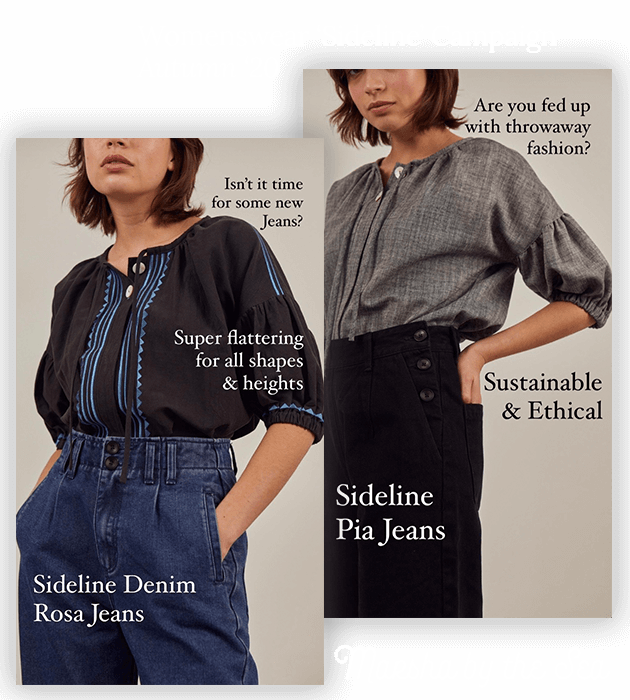 Isn't it time
for some new
Jeans?
Super flattering
for all shapes
& heights
Sideline Denim
Rosa Jeans
Are you fed up
with throwaway
fashion?
Sustainable
& Ethical
Sideline
Pia Jeans